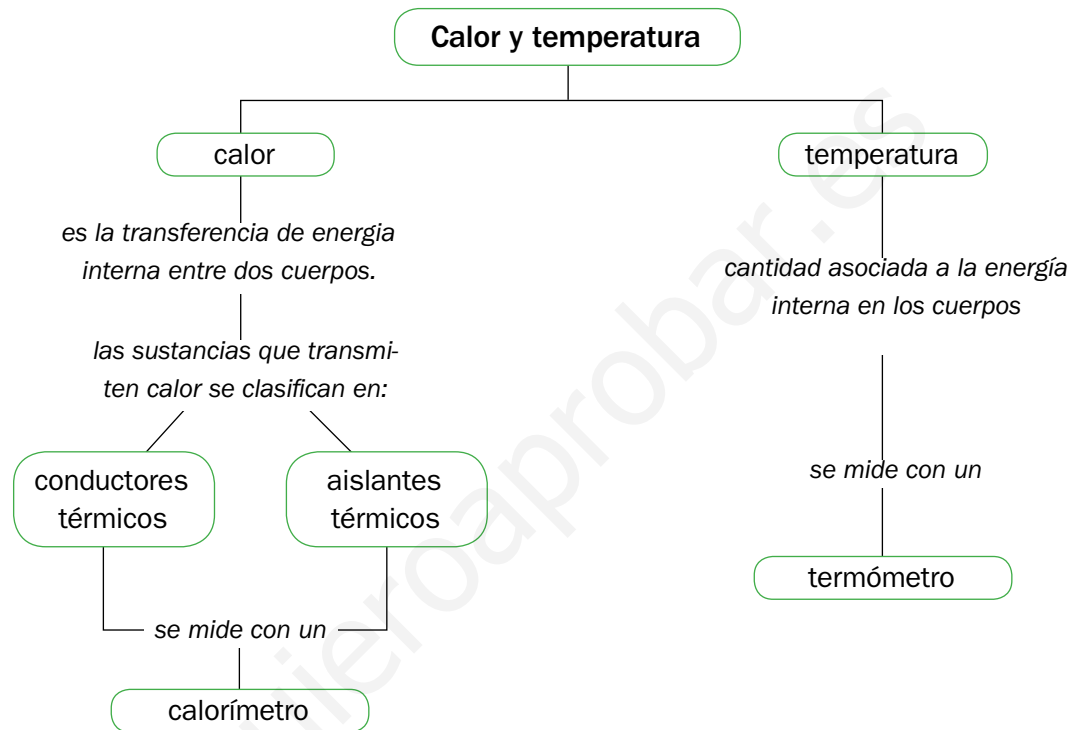 Calor y temperatura
calor
es la transferencia de energia
interna entre dos cuerpos.
las sustancias que transmi-
ten calor se clasifican en:
conductores
térmicos
aislantes
térmicos
se mide con un
calorímetro
temperatura
cantidad asociada a la energía
interna en los cuerpos
se mide con un
termómetro
uieroaprobar.es